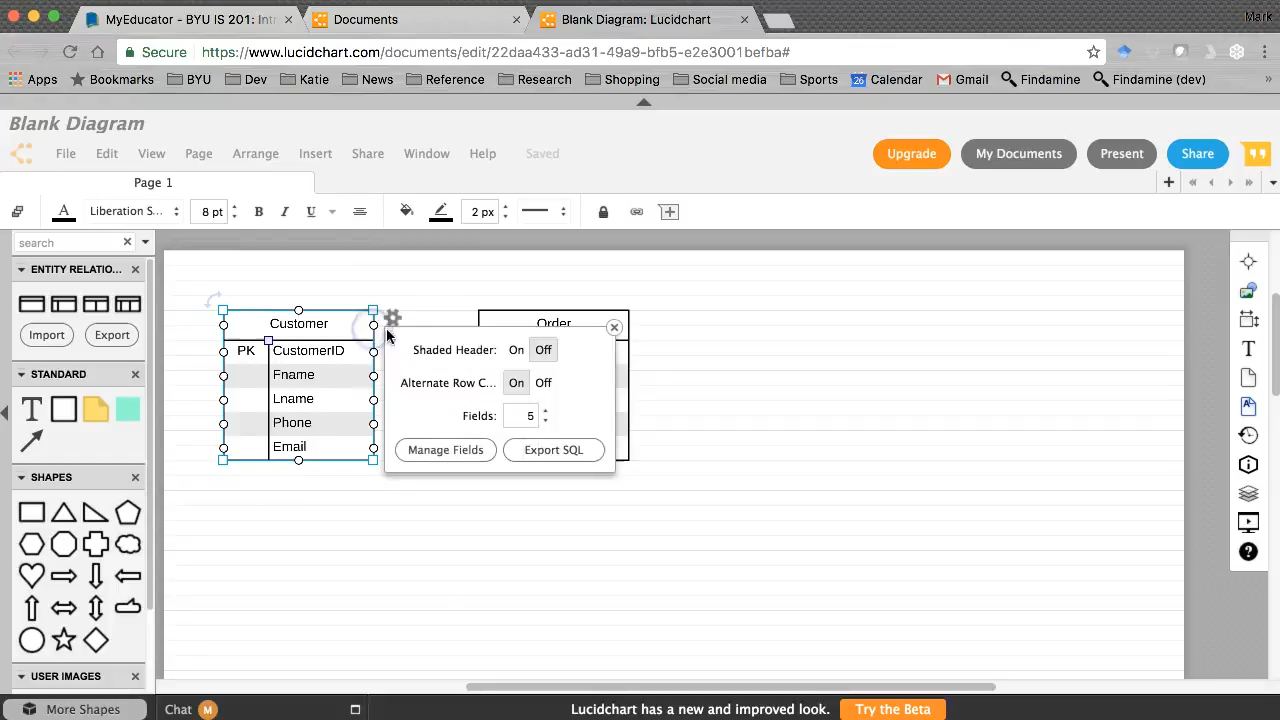 MyEducator - BYU IS 201: Intr
Documents
Blank Diagram: Lucidchart
Mark
Secure
https://www.lucidchart.com/documents/edit/22daa433-ad31-49a9-bfb5-e2e3001befba#
Apps
Bookmarks
BYU
Dev
Katie
News
Reference
Research
Shopping
Social media
Sports
26
Calendar
Gmail
Findamine
Findamine (dev)
»
Blank Diagram
File
Edit
View
Page
Arrange
Insert
Share
Window
Help
Saved
Upgrade
My Documents
Present
Share
Page 1
A
Liberation S...
8 pt
B
I
U
2 px
search
ENTITY RELATIO...
Import
Export
STANDARD
T
SHAPES
USER IMAGES
More Shapes
Customer
PK
CustomerID
Fname
Lname
Phone
Email
Order
Shaded Header:
On
Off
Alternate Row C...
On
Off
Fields:
5
Manage Fields
Export SQL
T
Chat
M
Lucidchart has a new and improved look.
Try the Beta